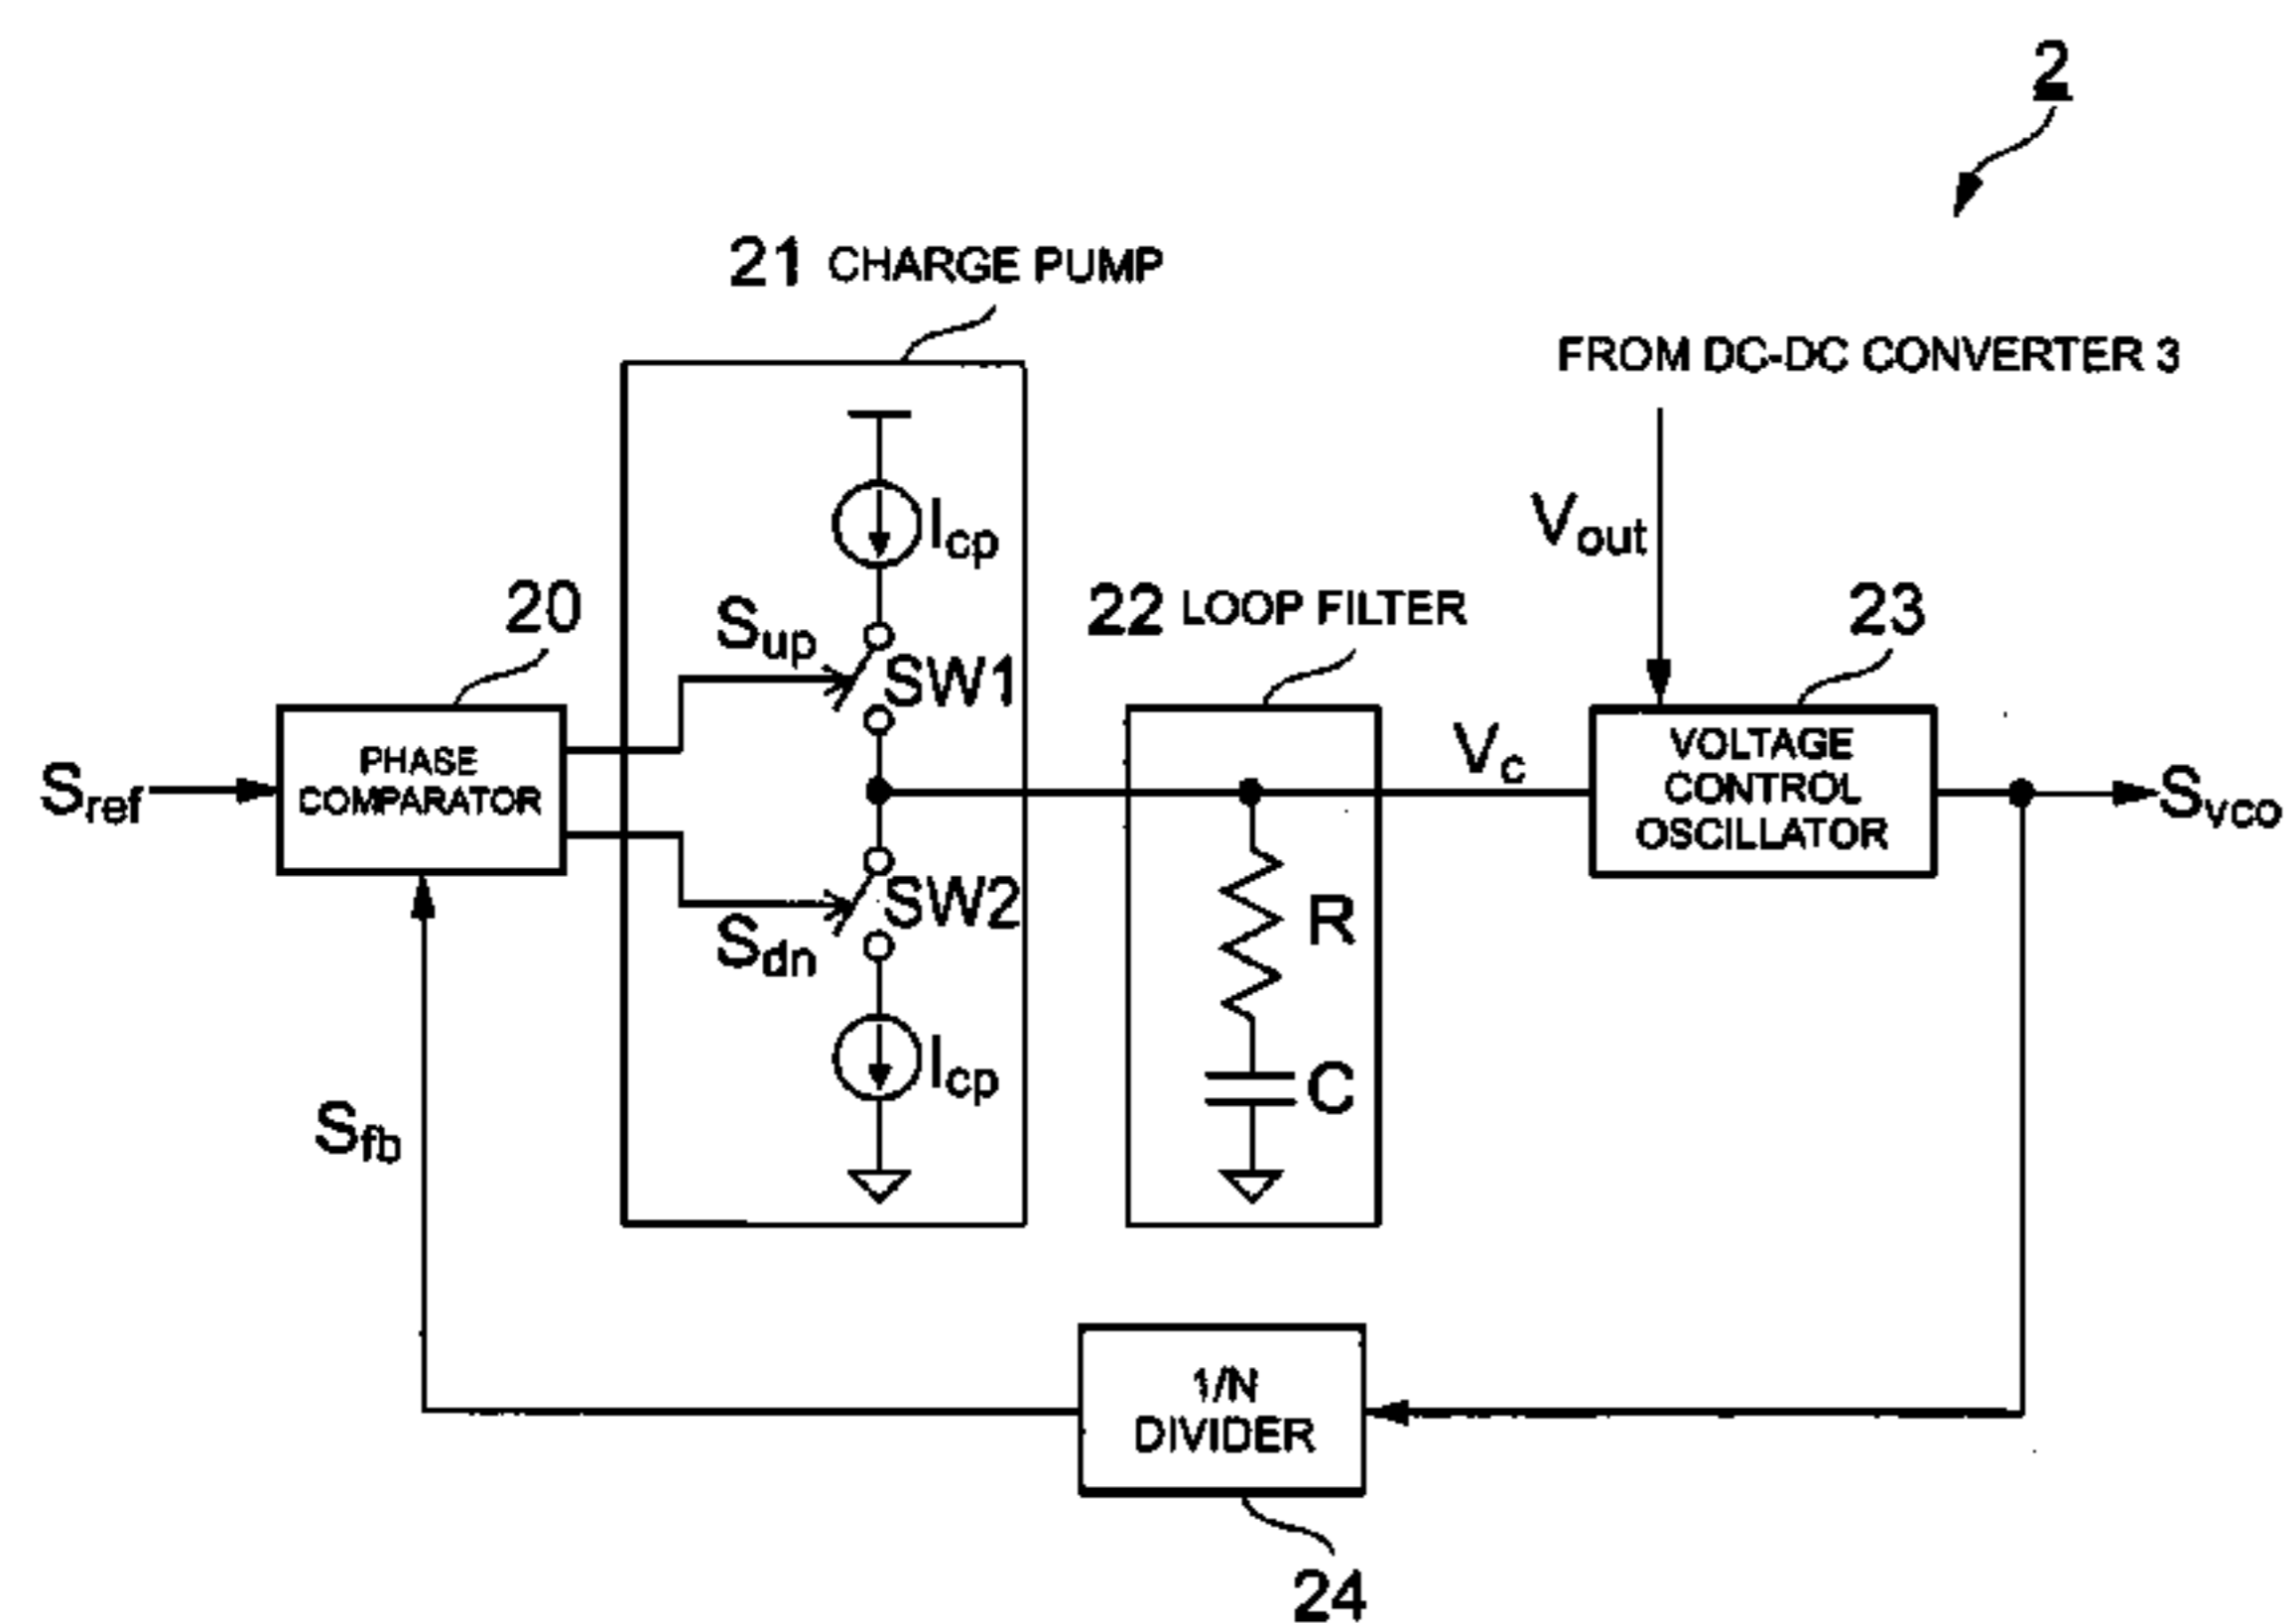 2
21 CHARGE PUMP
FROM DC-DC CONVERTER 3
Icp
Vout
20
Sup
SW1
22 LOOP FILTER
23
Sref
PHASE
COMPARATOR
Vc
VOLTAGE
CONTROL
OSCILLATOR
Svco
SW2
Sdn
R
Icp
C
Sfb
1/N
DIVIDER
24